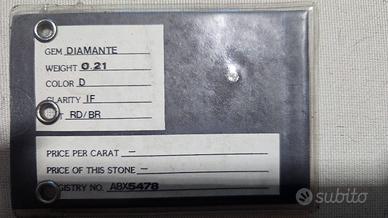 GEM DIAMANTE
WEIGHT 0.21
COLOR D
CLARITY IF
RD/BR
PRICE PER CARAT —
PRICE OF THIS STONE —
REGISTRY NO. ABX5478
subito